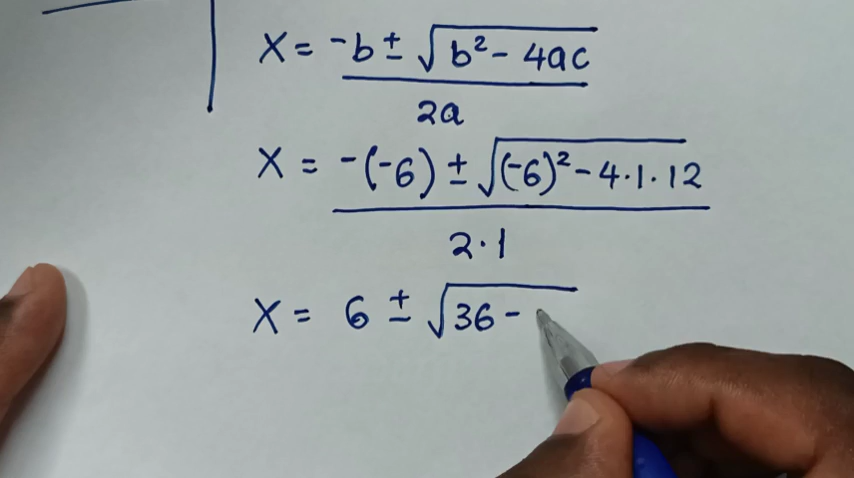 X = -b ± √b² - 4ac
2a
X = -(-6) ± √(-6)² - 4·1·12
2·1
X = 6 ± √36 -